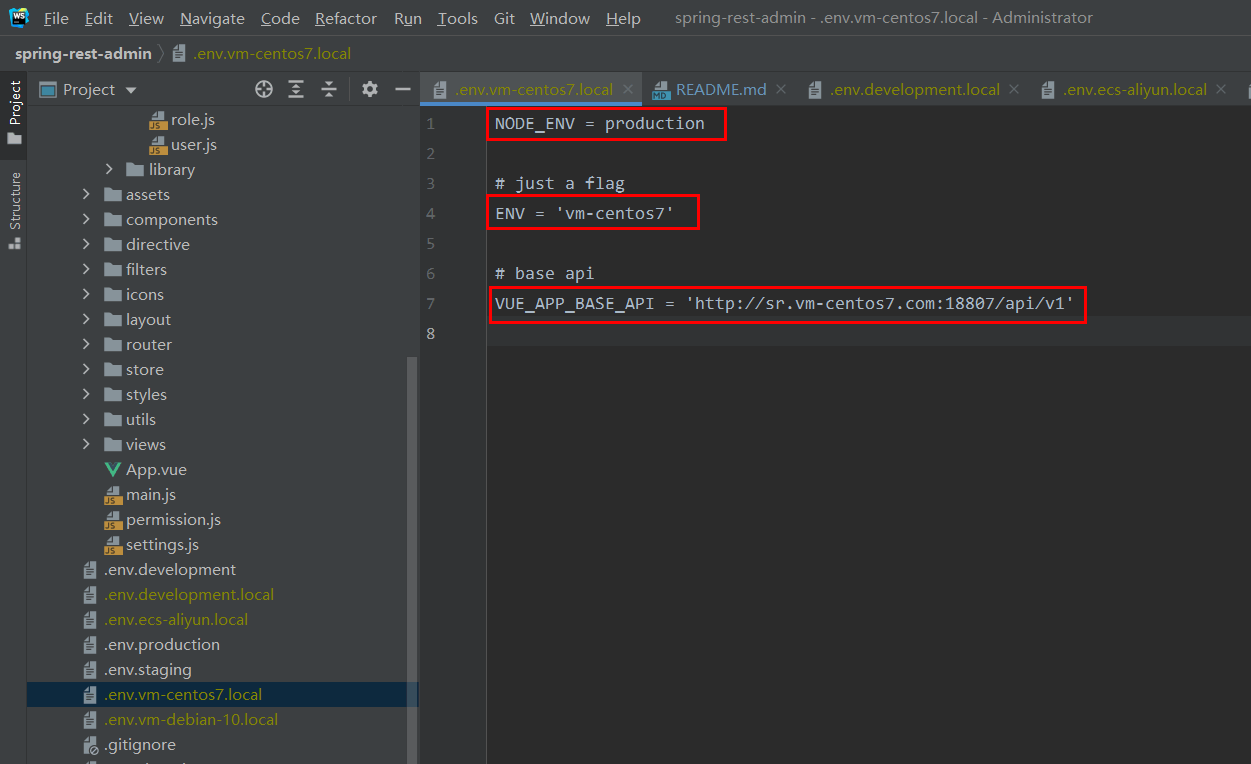 WS File Edit View Navigate Code Refactor Run Tools Git Window Help spring-rest-admin - .env.vm-centos7.local - Administrator
spring-rest-admin .env.vm-centos7.local
Project
Structure
Project
JS role.js
JS user.js
library
assets
components
directive
filters
icons
layout
router
store
styles
utils
views
App.vue
JS main.js
JS permission.js
JS settings.js
.env.development
.env.development.local
.env.ecs-aliyun.local
.env.production
.env.staging
.env.vm-centos7.local
.env.vm-debian-10.local
.gitignore
.env.vm-centos7.local MD README.md .env.development.local .env.ecs-aliyun.local
1 NODE_ENV = production
2
3 # just a flag
4 ENV = 'vm-centos7'
5
6 # base api
7 VUE_APP_BASE_API = 'http://sr.vm-centos7.com:18807/api/v1'
8